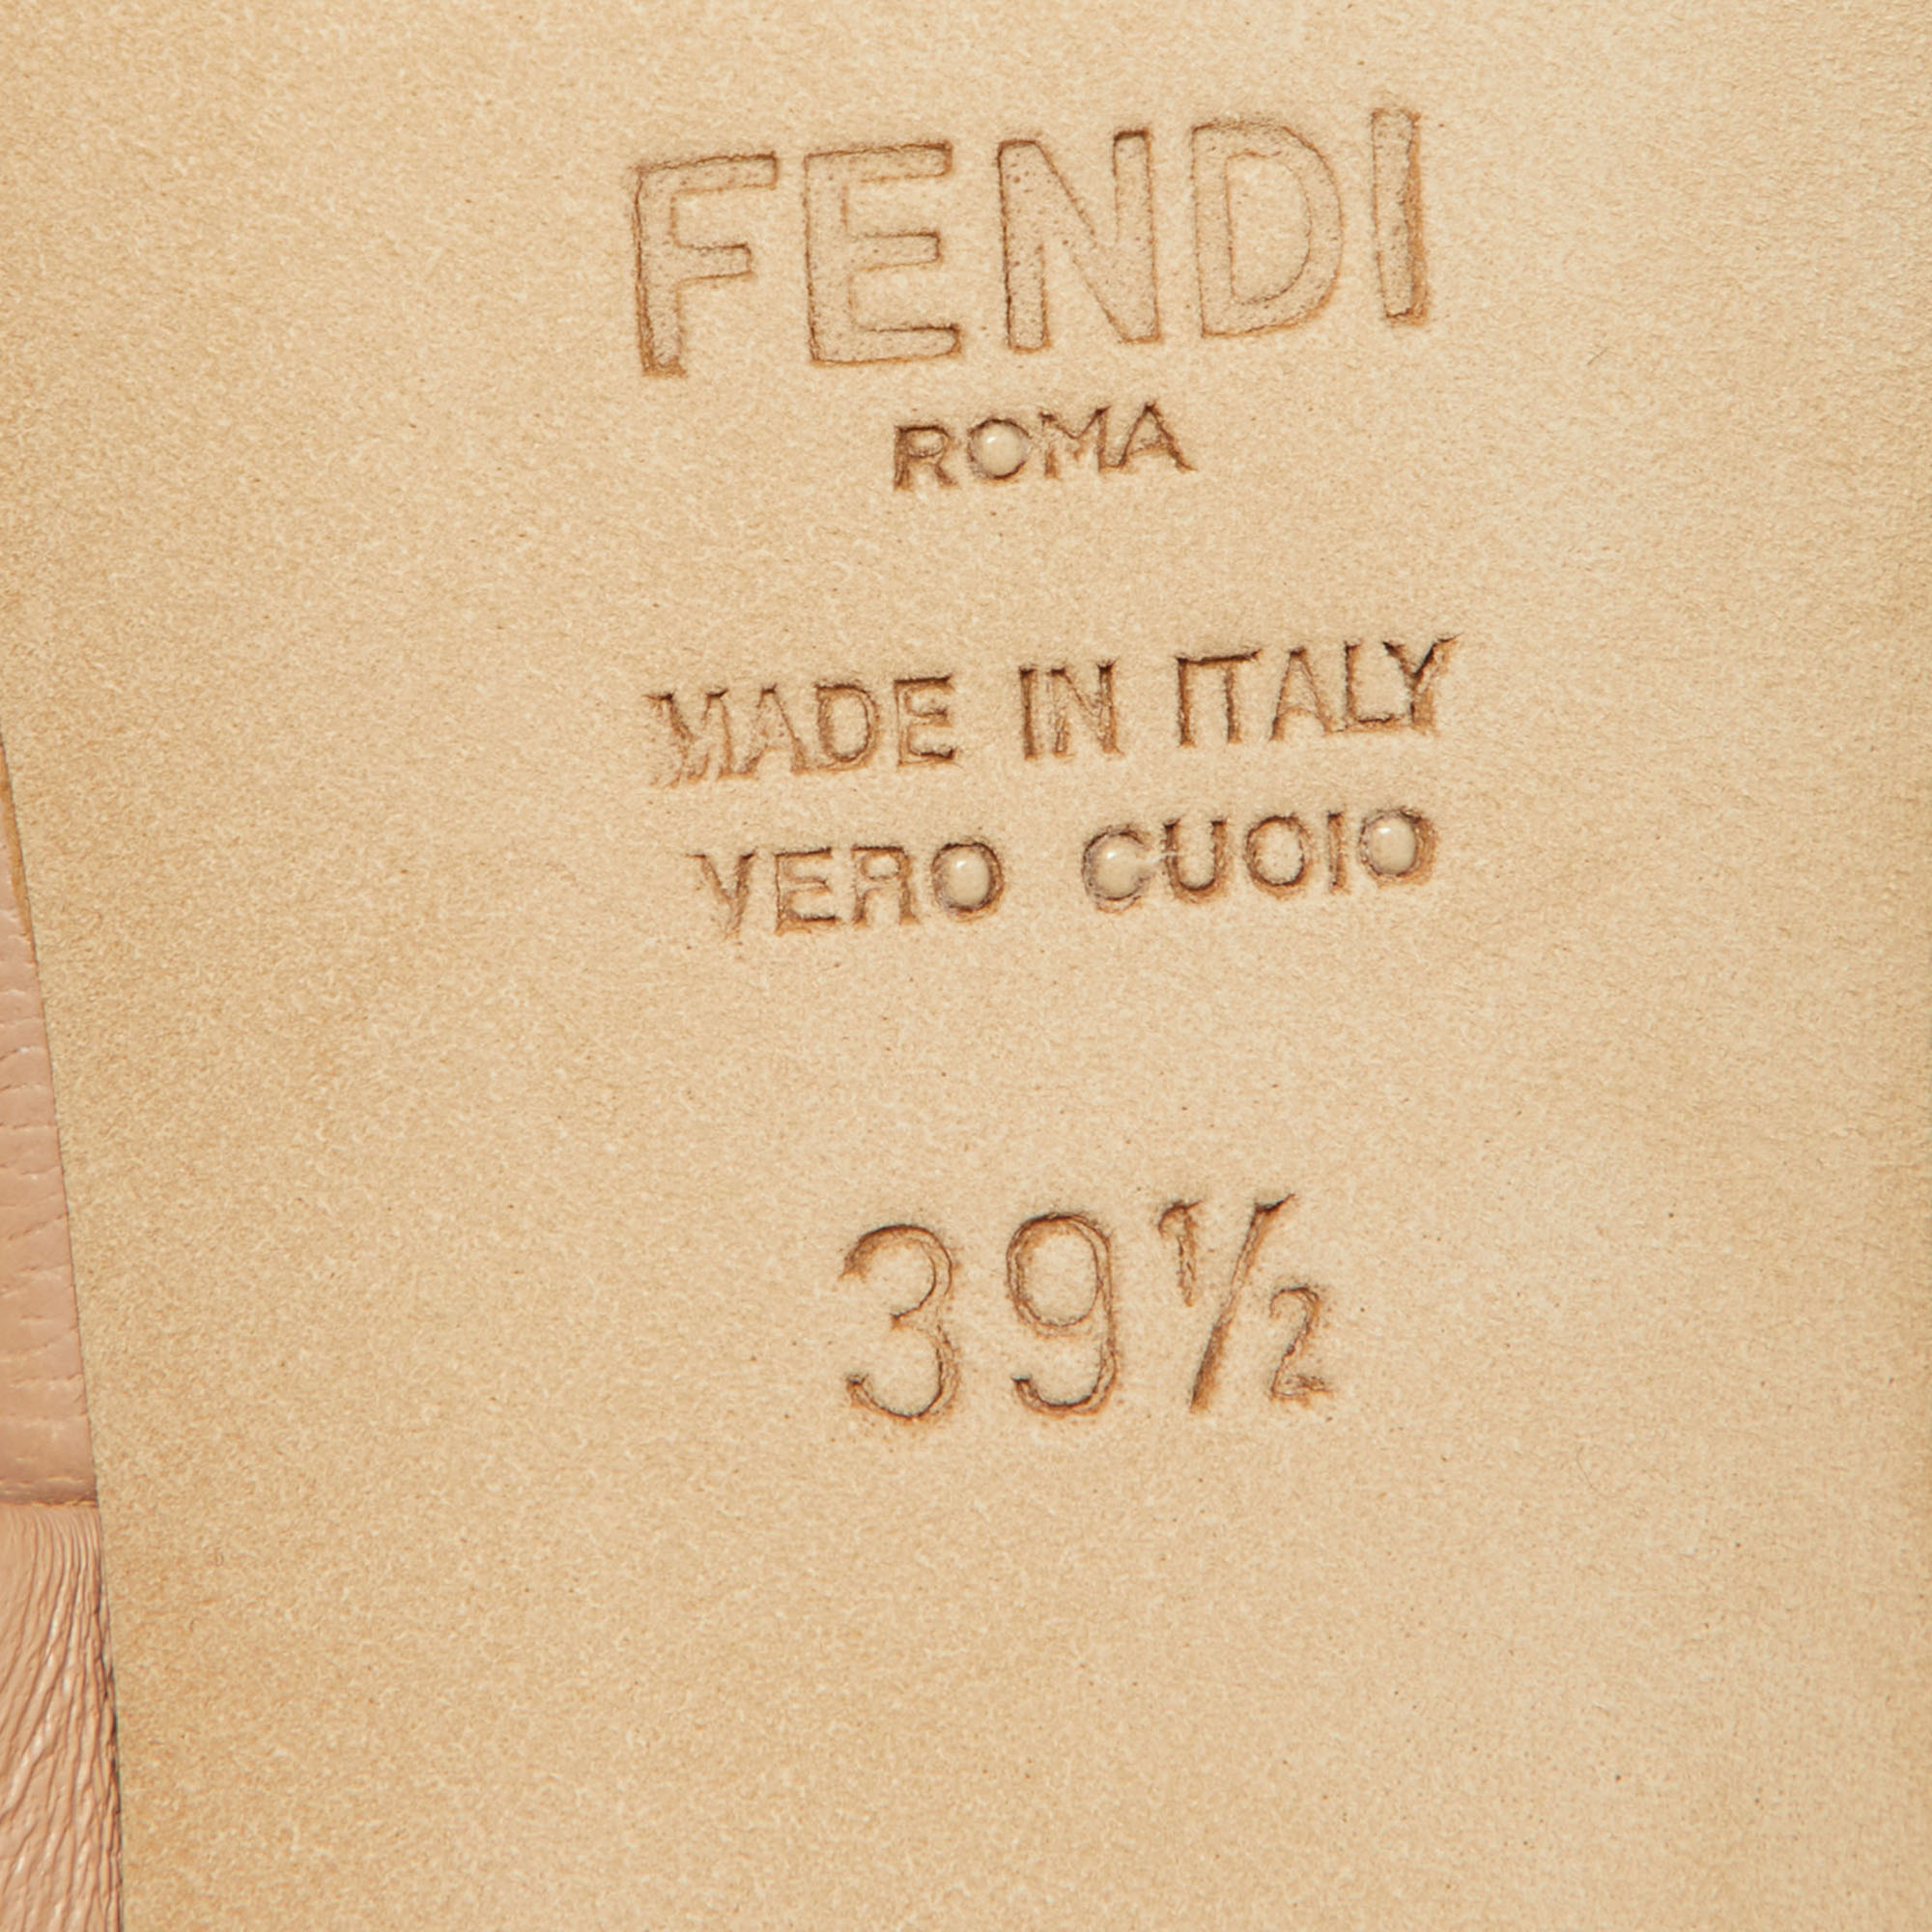 FENDI
ROMA
MADE IN ITALY
VERO CUOIO
39½